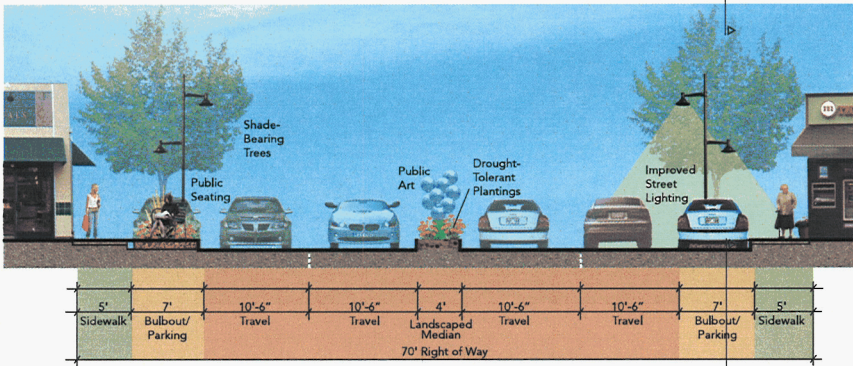 Shade-
Bearing
Trees
Public
Seating
Public
Art
Drought-
Tolerant
Plantings
Improved
Street
Lighting
m
5'
Sidewalk
7'
Bulbout/
Parking
10'-6"
Travel
10'-6"
Travel
4'
Landscaped
Median
10'-6"
Travel
10'-6"
Travel
7'
Bulbout/
Parking
5'
Sidewalk
70' Right of Way